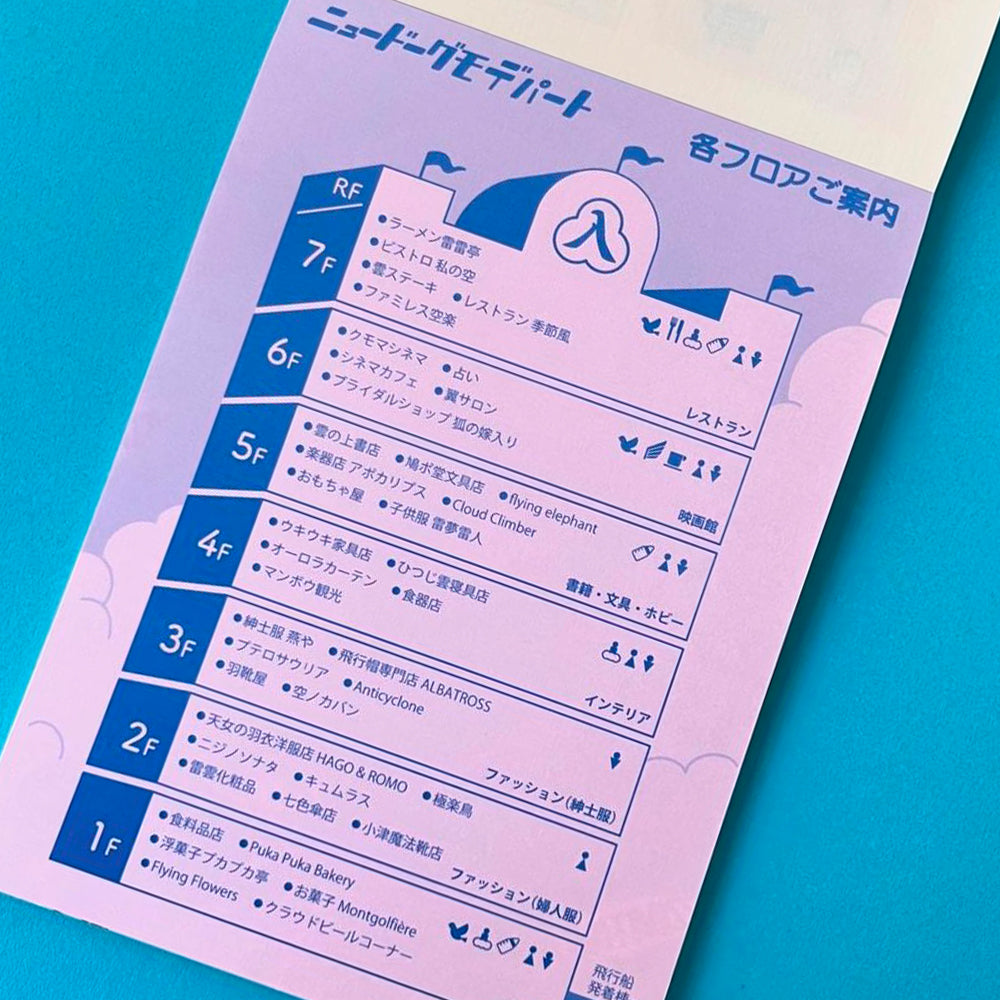 ニュードーグモデパート
各フロアご案内
入
RF
7F
●ラーメン雷雷亭
●ビストロ 私の空
●雲ステーキ ●レストラン 季節風
●ファミレス空楽
レストラン
6F
●クモマシネマ ●占い
●シネマカフェ ●翼サロン
●ブライダルショップ 狐の嫁入り
映画館
5F
●雲の上書店 ●鳩ポ堂文具店 ●flying elephant
●楽器店 アポカリプス ●Cloud Climber
●おもちゃ屋 ●子供服 雷夢雷人
書籍・文具・ホビー
4F
●ウキウキ家具店 ●ひつじ雲寝具店
●オーロラカーテン ●食器店
●マンボウ観光
インテリア
3F
●紳士服 燕や ●飛行帽専門店 ALBATROSS
●プテロサウリア ●Anticyclone
●羽靴屋 ●空ノカバン
ファッション(紳士服)
2F
●天女の羽衣洋服店 HAGO & ROMO ●極楽鳥
●ニジノソナタ ●キュムラス
●雷雲化粧品 ●七色傘店 ●小津魔法靴店
ファッション(婦人服)
1F
●食料品店 ●Puka Puka Bakery
●浮菓子プカプカ亭 ●お菓子 Montgolfière
●Flying Flowers ●クラウドビールコーナー
飛行船
発着